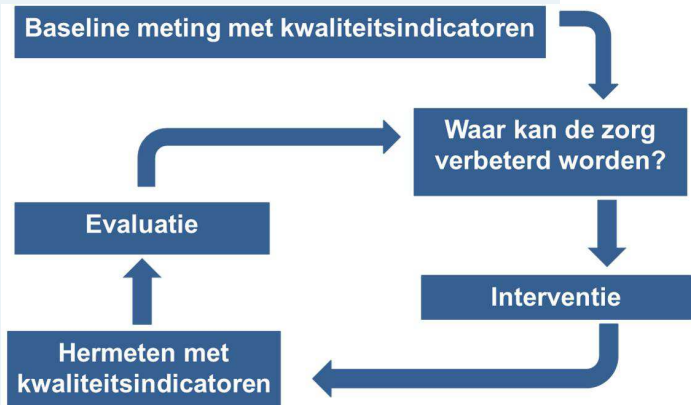 Baseline meting met kwaliteitsindicatoren
Waar kan de zorg
verbeterd worden?
Evaluatie
Interventie
Hermeten met
kwaliteitsindicatoren